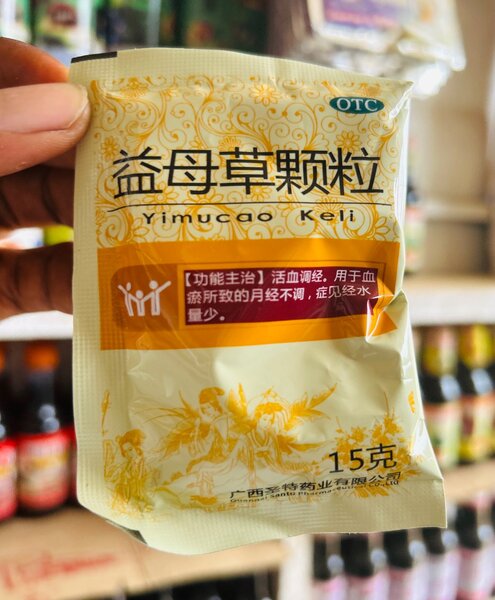 OTC
益母草颗粒
Yimucao Keli
【功能主治】活血调经。用于血
瘀所致的月经不调，症见经水
量少。
15克
广西圣特药业有限公司